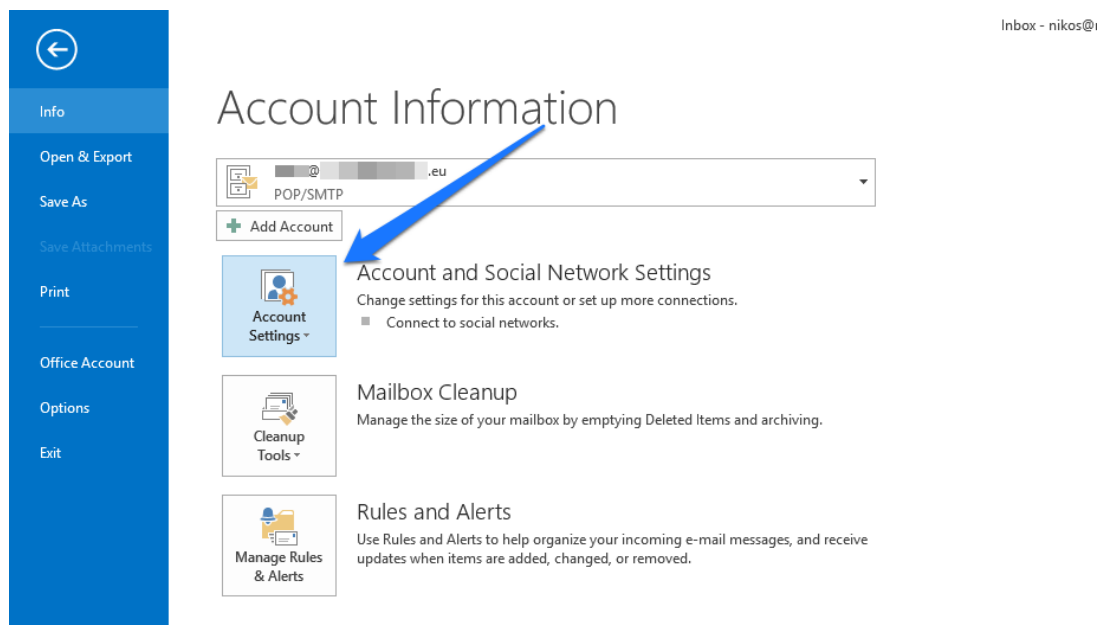 Inbox - nikos@
Info
Open & Export
Save As
Save Attachments
Print
Office Account
Options
Exit
Account Information
@ .eu
POP/SMTP
Add Account
Account
Settings
Account and Social Network Settings
Change settings for this account or set up more connections.
Connect to social networks.
Cleanup
Tools
Mailbox Cleanup
Manage the size of your mailbox by emptying Deleted Items and archiving.
Manage Rules
& Alerts
Rules and Alerts
Use Rules and Alerts to help organize your incoming e-mail messages, and receive
updates when items are added, changed, or removed.